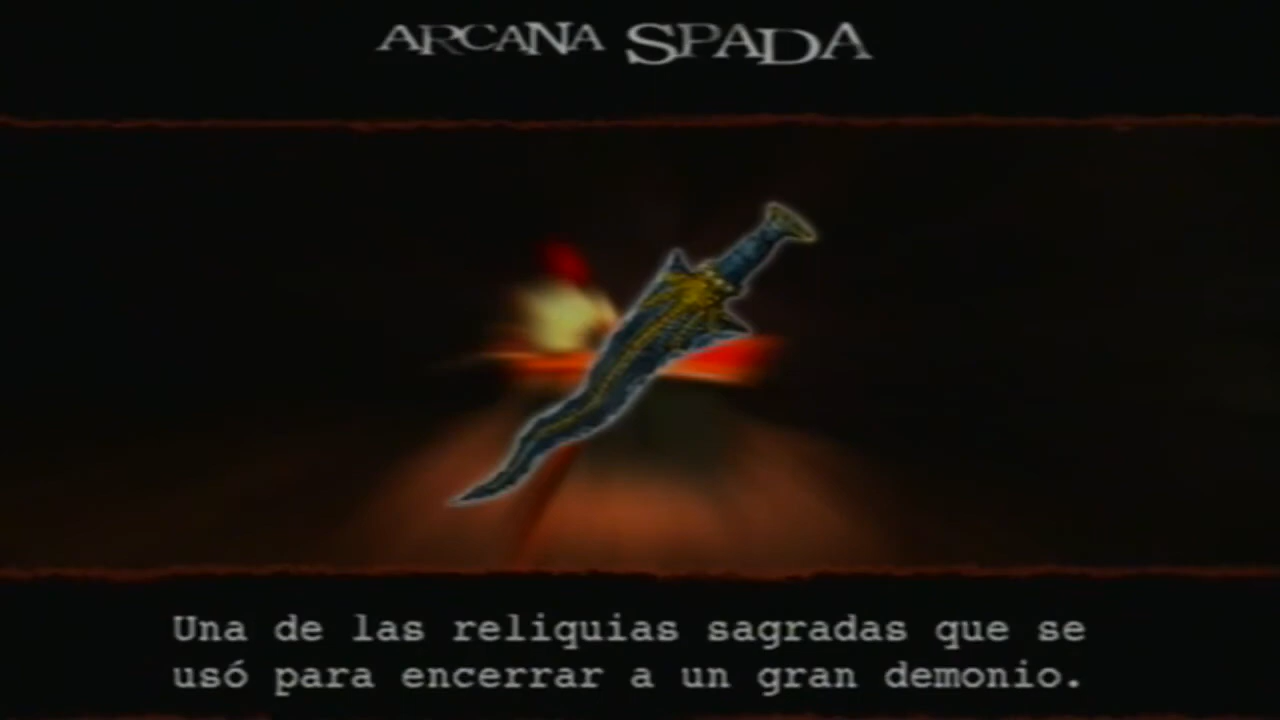 ARCANA SPADA
Una de las reliquias sagradas que se
usó para encerrar a un gran demonio.